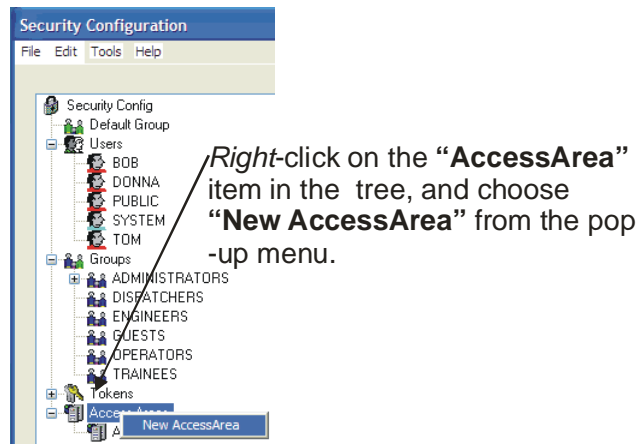 Security Configuration
File Edit Tools Help
Security Config
Default Group
Users
BOB
DONNA
PUBLIC
SYSTEM
TOM
Groups
ADMINISTRATORS
DISPATCHERS
ENGINEERS
GUESTS
OPERATORS
TRAINEES
Tokens
Access Areas
A
New AccessArea
Right-click on the “AccessArea”
item in the tree, and choose
“New AccessArea” from the pop
-up menu.